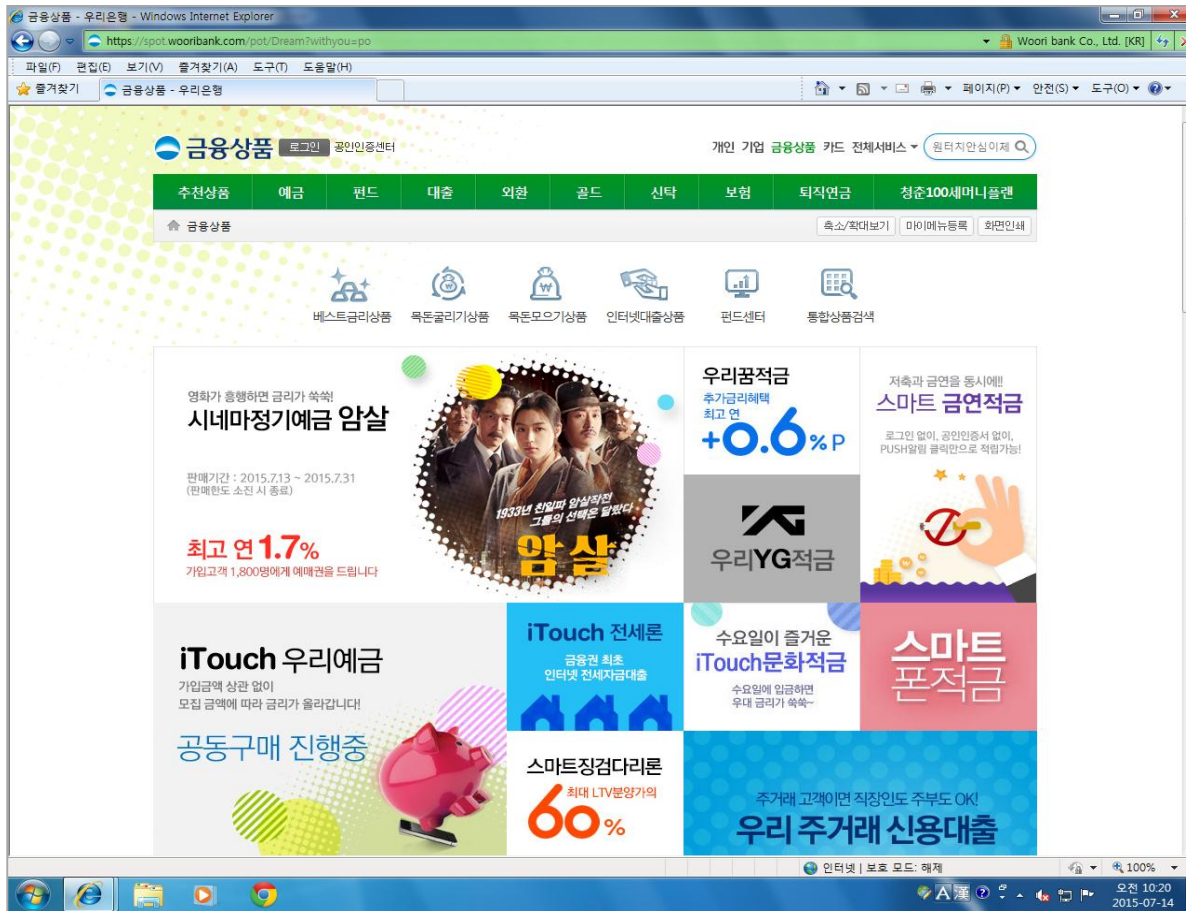 금융상품 - 우리은행 - Windows Internet Explorer
https://spot.wooribank.com/pot/Dream?withyou=po
Woori bank Co., Ltd. [KR]
파일(F) 편집(E) 보기(V) 즐겨찾기(A) 도구(T) 도움말(H)
즐겨찾기 금융상품 - 우리은행 페이지(P) 안전(S) 도구(O)
금융상품 로그인 공인인증센터
개인 기업 금융상품 카드 전체서비스 원터치안심이체
추천상품 예금 펀드 대출 외환 골드 신탁 보험 퇴직연금 청춘100세머니플랜
금융상품 축소/확대보기 마이메뉴등록 화면인쇄
베스트금리상품 목돈굴리기상품 목돈모으기상품 인터넷대출상품 펀드센터 통합상품검색
영화가 흥행하면 금리가 쑥쑥!
시네마정기예금 암살
판매기간 : 2015.7.13 ~ 2015.7.31
(판매한도 소진 시 종료)
최고 연 1.7%
가입고객 1,800명에게 예매권을 드립니다
1933년 친일파 암살작전
그들의 선택은 달랐다
암살
우리꿈적금
추가금리혜택
최고 연
+0.6%P
우리YG적금
저축과 금연을 동시에!!
스마트 금연적금
로그인 없이, 공인인증서 없이,
PUSH알림 클릭만으로 적립가능!
iTouch 우리예금
가입금액 상관 없이
모집 금액에 따라 금리가 올라갑니다!
공동구매 진행중
iTouch 전세론
금융권 최초
인터넷 전세자금대출
수요일이 즐거운
iTouch문화적금
수요일에 입금하면
우대 금리가 쑥쑥~
스마트
폰적금
스마트징검다리론
최대 LTV분양가의
60%
주거래 고객이면 직장인도 주부도 OK!
우리 주거래 신용대출
인터넷 | 보호 모드: 해제
100%
A 漢
오전 10:20
2015-07-14